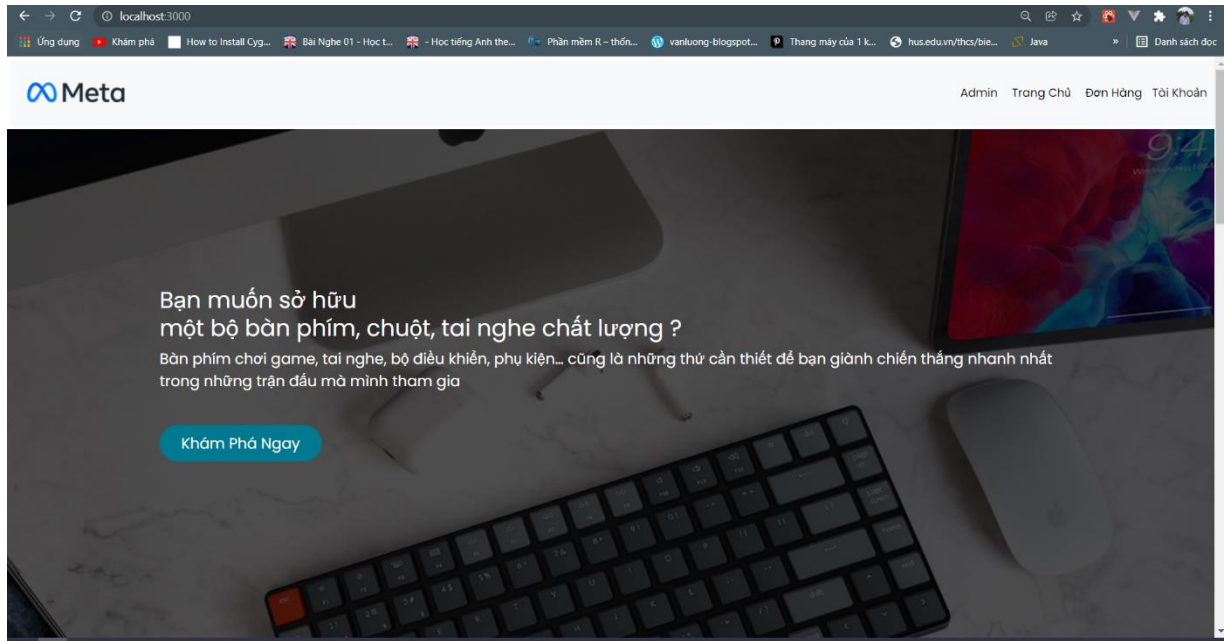 localhost:3000
Ứng dụng Khám phá How to Install Cyg... Bài Nghe 01 - Học t... - Học tiếng Anh the... Phần mềm R – thốn... vanluong-blogspot... Thang máy của 1 k... hus.edu.vn/thcs/bie... Java » Danh sách đọc
Meta
Admin Trang Chủ Đơn Hàng Tài Khoản
9:4
Bạn muốn sở hữu
một bộ bàn phím, chuột, tai nghe chất lượng ?
Bàn phím chơi game, tai nghe, bộ điều khiển, phụ kiện... cũng là những thứ cần thiết để bạn giành chiến thắng nhanh nhất
trong những trận đấu mà mình tham gia
Khám Phá Ngay